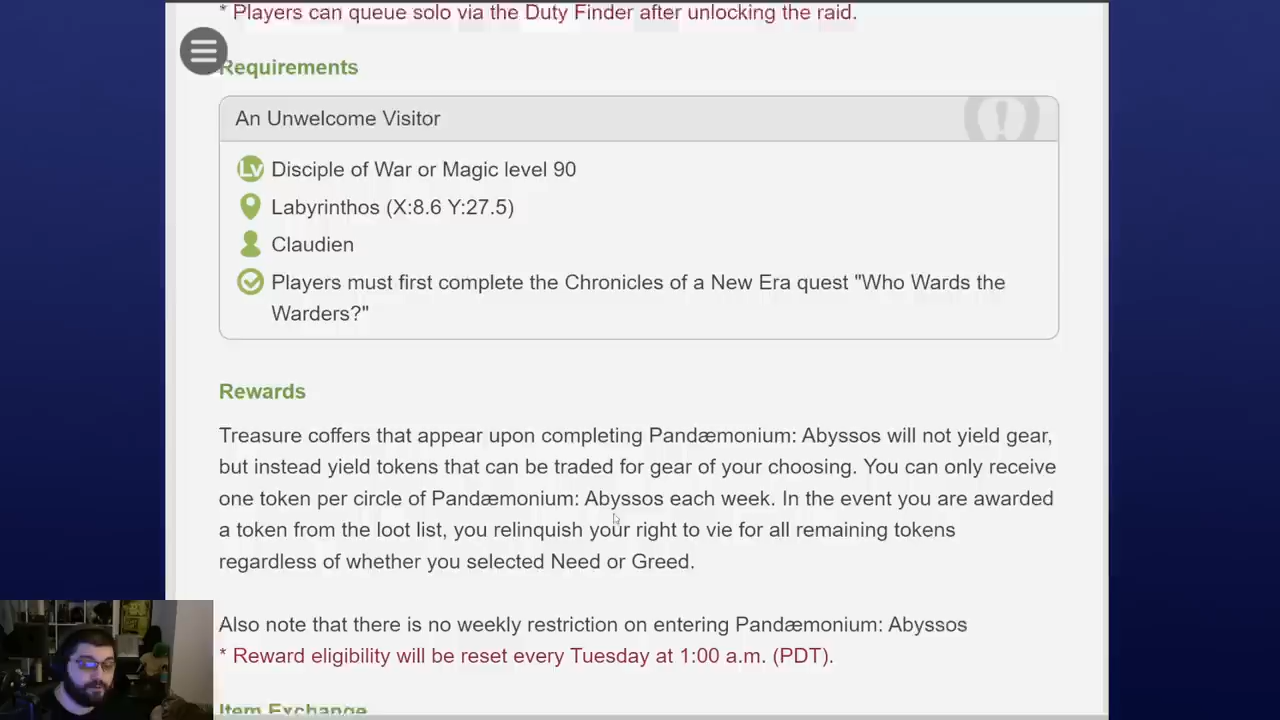 * Players can queue solo via the Duty Finder after unlocking the raid.
Requirements
An Unwelcome Visitor
Lv Disciple of War or Magic level 90
Labyrinthos (X:8.6 Y:27.5)
Claudien
Players must first complete the Chronicles of a New Era quest "Who Wards the
Warders?"
Rewards
Treasure coffers that appear upon completing Pandæmonium: Abyssos will not yield gear,
but instead yield tokens that can be traded for gear of your choosing. You can only receive
one token per circle of Pandæmonium: Abyssos each week. In the event you are awarded
a token from the loot list, you relinquish your right to vie for all remaining tokens
regardless of whether you selected Need or Greed.
Also note that there is no weekly restriction on entering Pandæmonium: Abyssos
* Reward eligibility will be reset every Tuesday at 1:00 a.m. (PDT).
Item Exchange